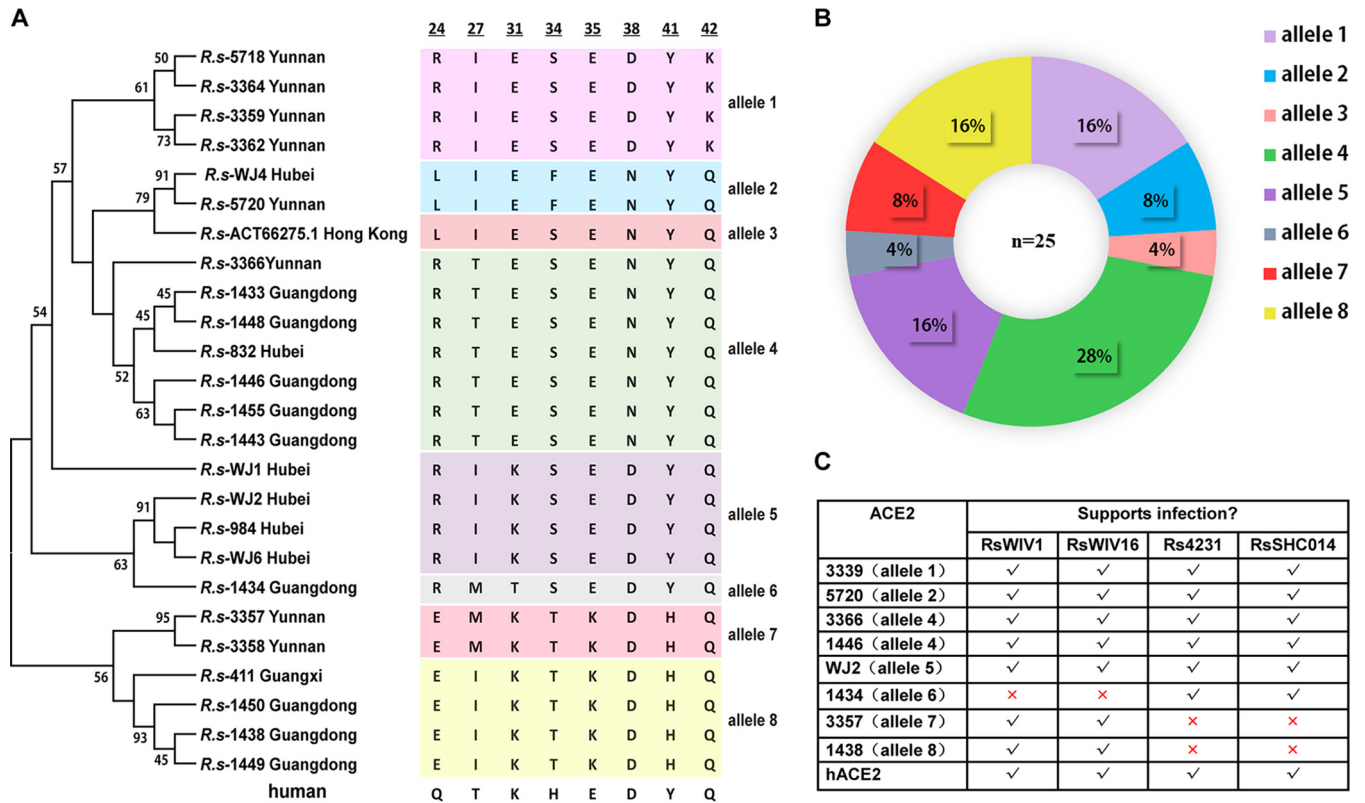 A
24 27 31 34 35 38 41 42
50
R.s-5718 Yunnan R I E S E D Y K
61
R.s-3364 Yunnan R I E S E D Y K
allele 1
R.s-3359 Yunnan R I E S E D Y K
73
R.s-3362 Yunnan R I E S E D Y K
57
91
R.s-WJ4 Hubei L I E F E N Y Q
allele 2
79
R.s-5720 Yunnan L I E F E N Y Q
R.s-ACT66275.1 Hong Kong L I E S E N Y Q allele 3
R.s-3366Yunnan R T E S E N Y Q
45
R.s-1433 Guangdong R T E S E N Y Q
54
45
R.s-1448 Guangdong R T E S E N Y Q
allele 4
R.s-832 Hubei R T E S E N Y Q
52
R.s-1446 Guangdong R T E S E N Y Q
63
R.s-1455 Guangdong R T E S E N Y Q
R.s-1443 Guangdong R T E S E N Y Q
R.s-WJ1 Hubei R I K S E D Y Q
91
R.s-WJ2 Hubei R I K S E D Y Q
allele 5
R.s-984 Hubei R I K S E D Y Q
63
R.s-WJ6 Hubei R I K S E D Y Q
R.s-1434 Guangdong R M T S E D Y Q allele 6
95
R.s-3357 Yunnan E M K T K D H Q
allele 7
R.s-3358 Yunnan E M K T K D H Q
56
R.s-411 Guangxi E I K T K D H Q
R.s-1450 Guangdong E I K T K D H Q
allele 8
93
R.s-1438 Guangdong E I K T K D H Q
45
R.s-1449 Guangdong E I K T K D H Q
human Q T K H E D Y Q
B
16%
8%
4%
28%
16%
4%
8%
16%
n=25
allele 1
allele 2
allele 3
allele 4
allele 5
allele 6
allele 7
allele 8
C
ACE2 Supports infection?
RsWIV1 RsWIV16 Rs4231 RsSHC014
3339（allele 1） ✓ ✓ ✓ ✓
5720（allele 2） ✓ ✓ ✓ ✓
3366（allele 4） ✓ ✓ ✓ ✓
1446（allele 4） ✓ ✓ ✓ ✓
WJ2（allele 5） ✓ ✓ ✓ ✓
1434（allele 6） × × ✓ ✓
3357（allele 7） ✓ ✓ × ×
1438（allele 8） ✓ ✓ × ×
hACE2 ✓ ✓ ✓ ✓